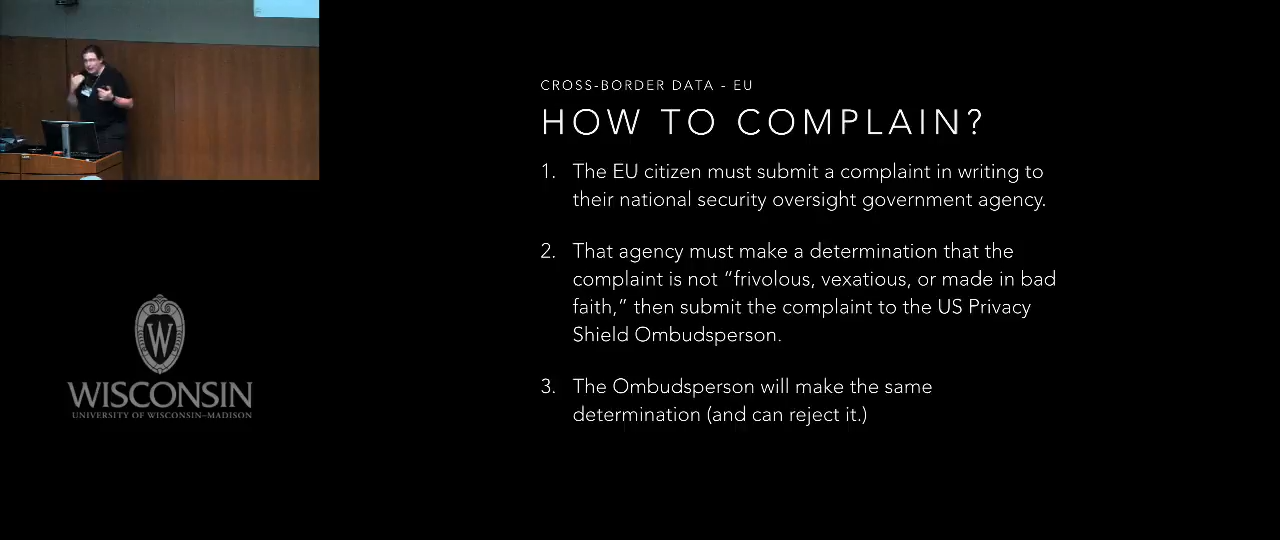 CROSS-BORDER DATA - EU
HOW TO COMPLAIN?
1. The EU citizen must submit a complaint in writing to
their national security oversight government agency.
2. That agency must make a determination that the
complaint is not “frivolous, vexatious, or made in bad
faith,” then submit the complaint to the US Privacy
Shield Ombudsperson.
3. The Ombudsperson will make the same
determination (and can reject it.)
W
WISCONSIN
UNIVERSITY OF WISCONSIN–MADISON